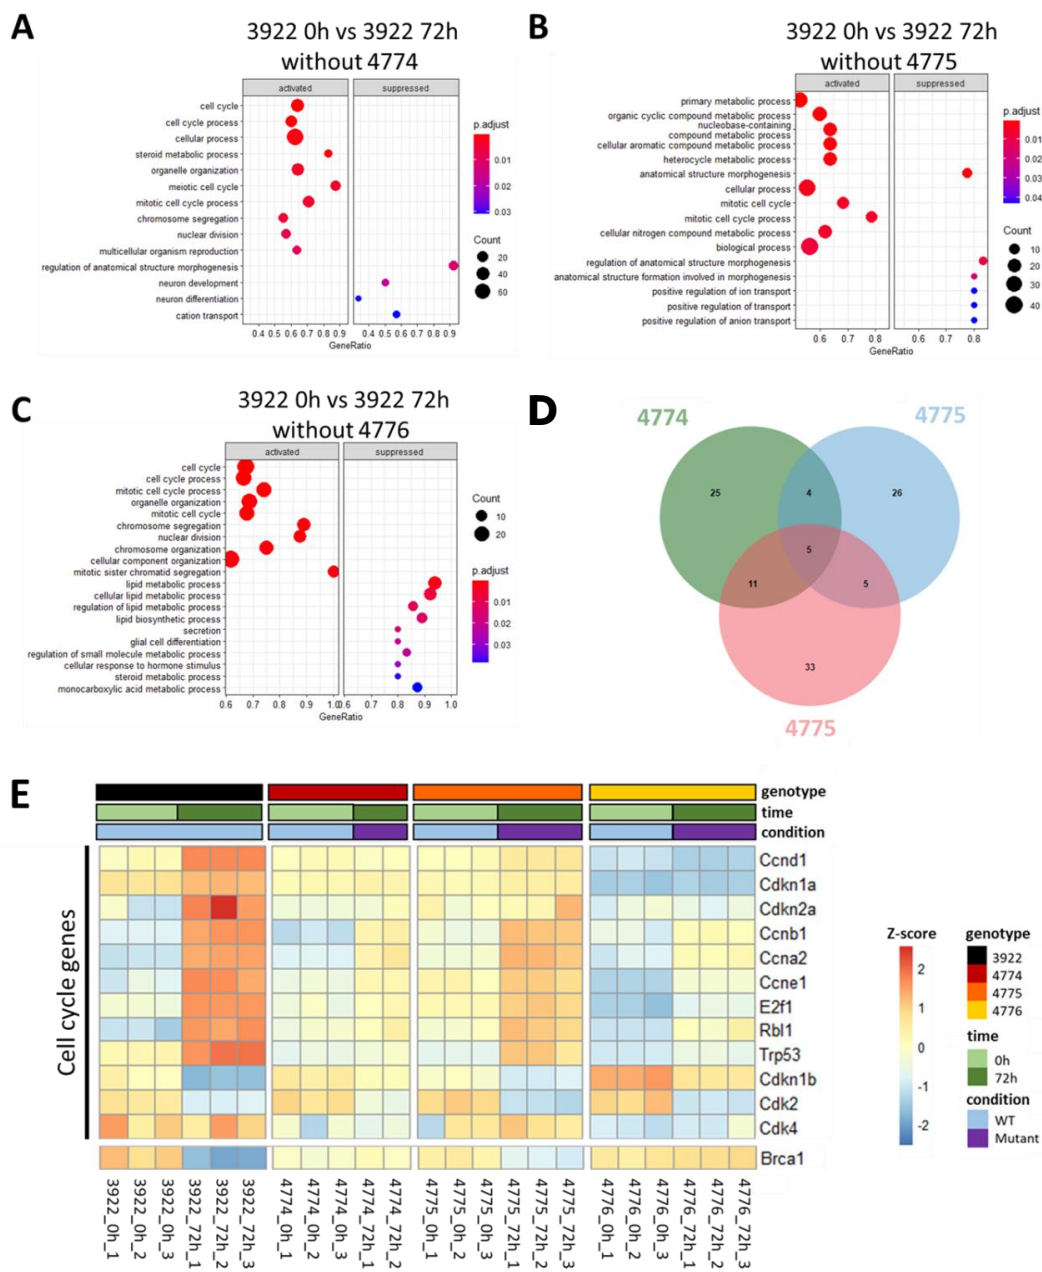 A
3922 0h vs 3922 72h
without 4774
activated
suppressed
cell cycle
cell cycle process
cellular process
steroid metabolic process
organelle organization
meiotic cell cycle
mitotic cell cycle process
chromosome segregation
nuclear division
multicellular organism reproduction
regulation of anatomical structure morphogenesis
neuron development
neuron differentiation
cation transport
0.4 0.5 0.6 0.7 0.8 0.9 0.4 0.5 0.6 0.7 0.8 0.9
GeneRatio
p.adjust
0.01
0.02
0.03
Count
20
40
60
B
3922 0h vs 3922 72h
without 4775
activated
suppressed
primary metabolic process
organic cyclic compound metabolic process
nucleobase-containing
compound metabolic process
cellular aromatic compound metabolic process
heterocycle metabolic process
anatomical structure morphogenesis
cellular process
mitotic cell cycle
mitotic cell cycle process
cellular nitrogen compound metabolic process
biological process
regulation of anatomical structure morphogenesis
anatomical structure formation involved in morphogenesis
positive regulation of ion transport
positive regulation of transport
positive regulation of anion transport
0.6 0.7 0.8 0.6 0.7 0.8
GeneRatio
p.adjust
0.01
0.02
0.03
0.04
Count
10
20
30
40
C
3922 0h vs 3922 72h
without 4776
activated
suppressed
cell cycle
cell cycle process
mitotic cell cycle process
organelle organization
mitotic cell cycle
chromosome segregation
nuclear division
chromosome organization
cellular component organization
mitotic sister chromatid segregation
lipid metabolic process
cellular lipid metabolic process
regulation of lipid metabolic process
lipid biosynthetic process
secretion
glial cell differentiation
regulation of small molecule metabolic process
cellular response to hormone stimulus
steroid metabolic process
monocarboxylic acid metabolic process
0.6 0.7 0.8 0.9 1.0 0.6 0.7 0.8 0.9 1.0
GeneRatio
Count
10
20
p.adjust
0.01
0.02
0.03
D
4774
4775
25
4
26
5
11
5
33
4775
E
genotype
time
condition
Cell cycle genes
Ccnd1
Cdkn1a
Cdkn2a
Ccnb1
Ccna2
Ccne1
E2f1
Rbl1
Trp53
Cdkn1b
Cdk2
Cdk4
Brca1
3922_0h_1
3922_0h_2
3922_0h_3
3922_72h_1
3922_72h_2
3922_72h_3
4774_0h_1
4774_0h_2
4774_0h_3
4774_72h_1
4774_72h_2
4775_0h_1
4775_0h_2
4775_0h_3
4775_72h_1
4775_72h_2
4775_72h_3
4776_0h_1
4776_0h_2
4776_0h_3
4776_72h_1
4776_72h_2
4776_72h_3
Z-score
2
1
0
-1
-2
genotype
3922
4774
4775
4776
time
0h
72h
condition
WT
Mutant